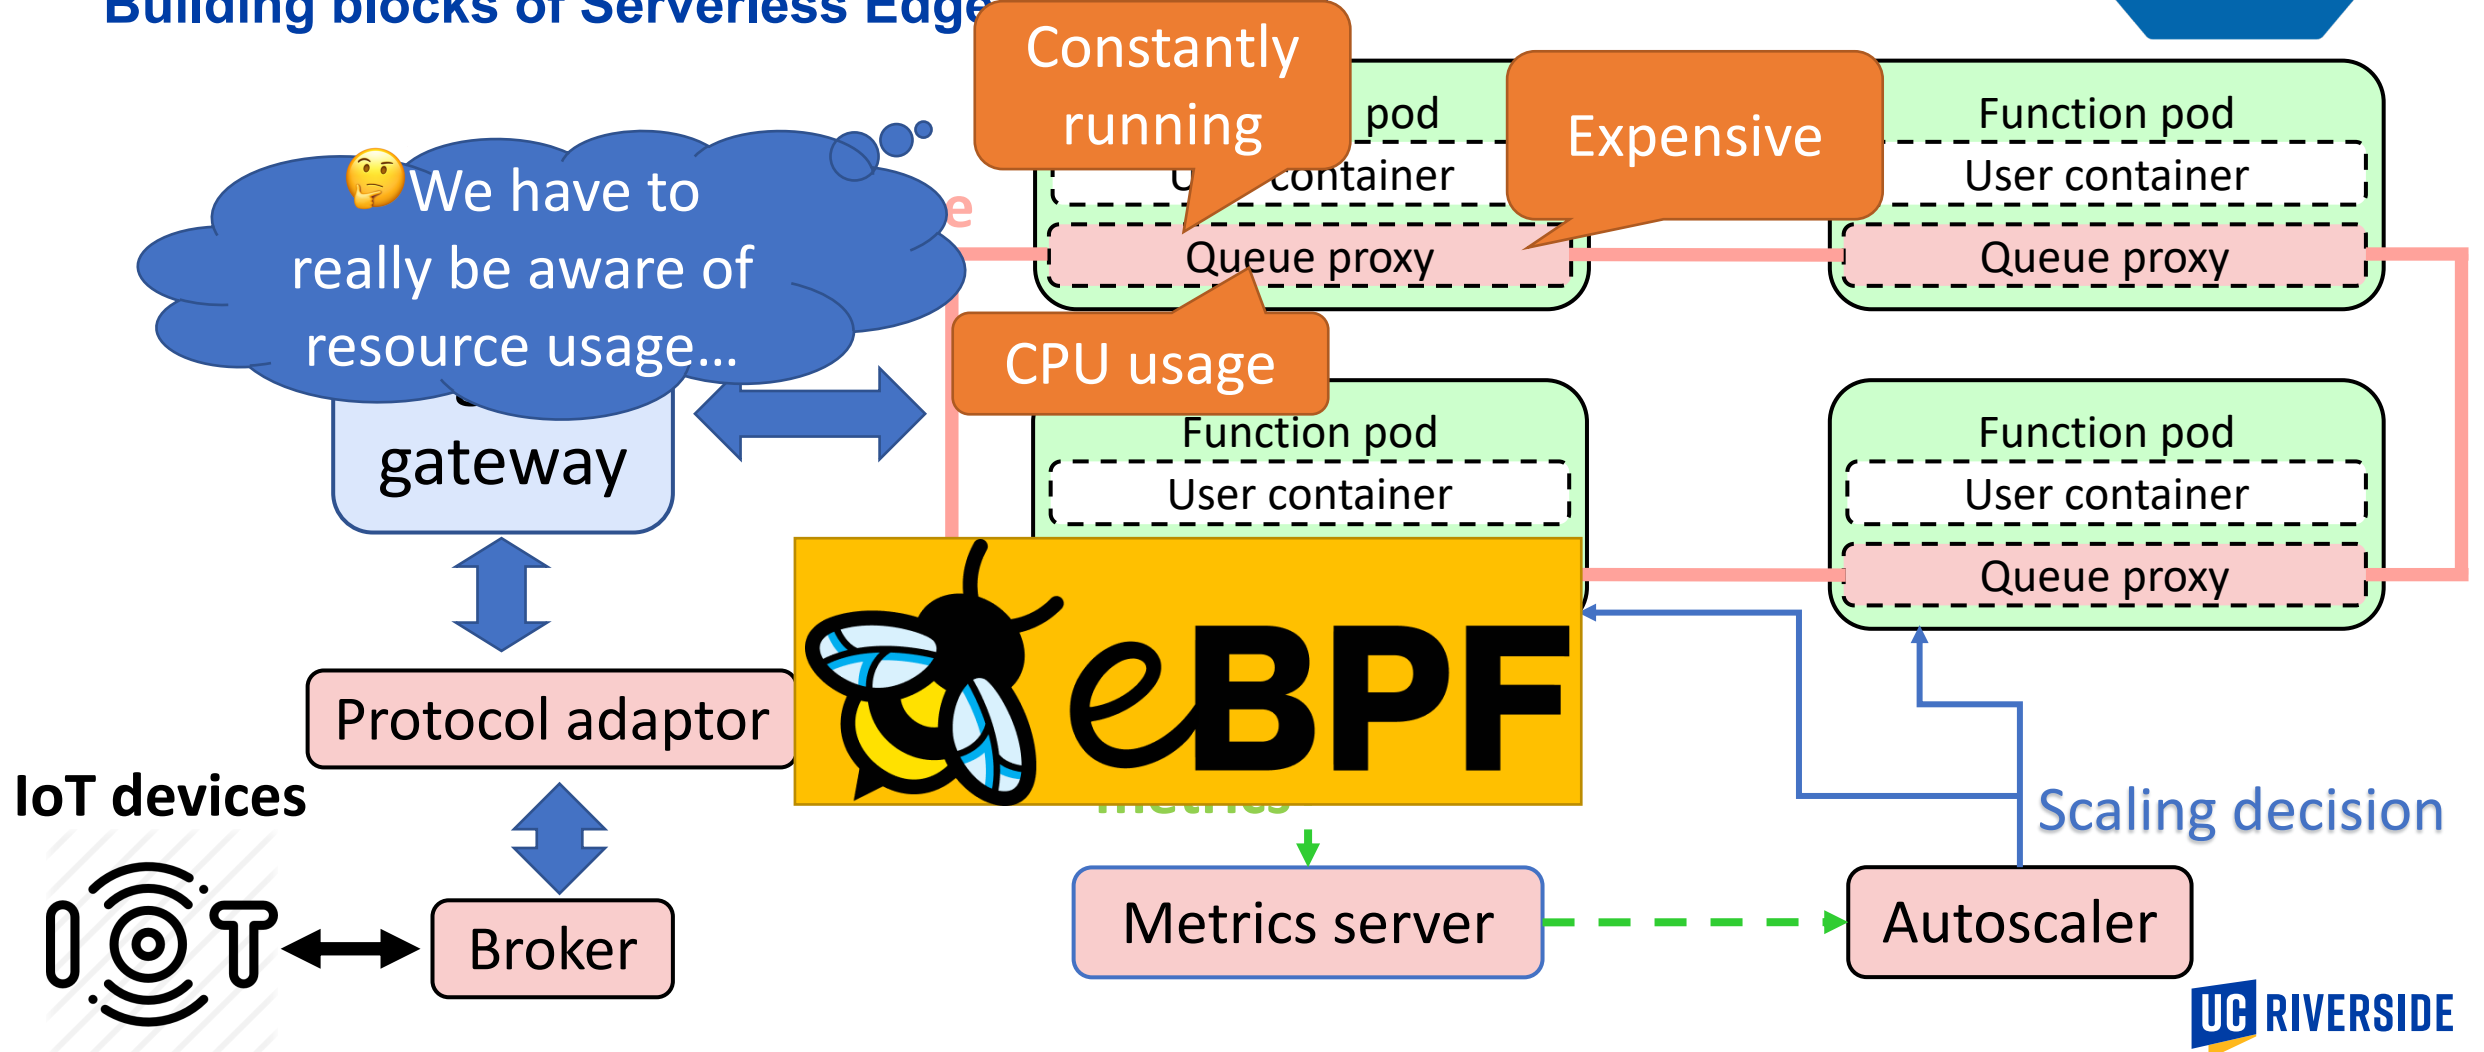 Building blocks of Serverless Edge
Constantly
running
Expensive
pod
container
Queue proxy
Function pod
User container
Queue proxy
We have to
really be aware of
resource usage…
CPU usage
gateway
Function pod
User container
Function pod
User container
Queue proxy
eBPF
Protocol adaptor
metrics
IoT devices
IOT
Broker
Metrics server
Autoscaler
Scaling decision
UC RIVERSIDE